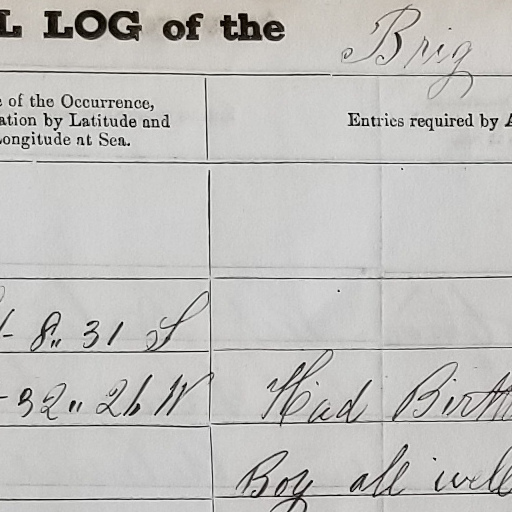 L LOG of the Brig
e of the Occurrence,
ation by Latitude and
ongitude at Sea.
Entries required by A
8" 31 S
32" 26 W
Had Birth
Boy all well